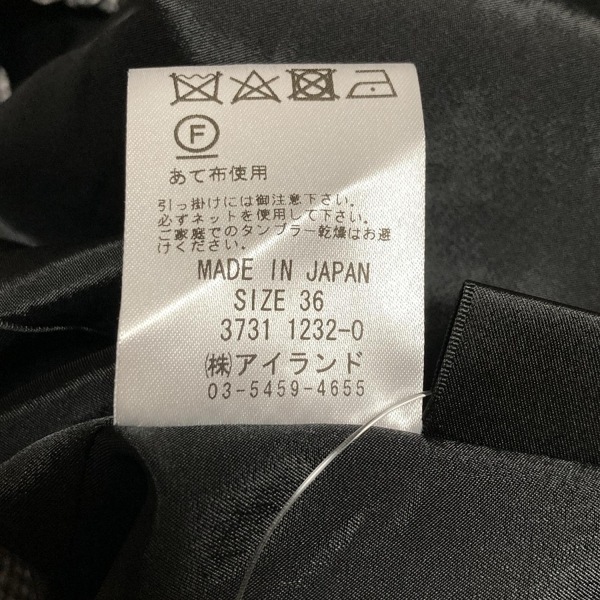 F
あて布使用
引っ掛けには御注意下さい。
必ずネットを使用して下さい。
ご家庭でのタンブラー乾燥はお避
けください。
MADE IN JAPAN
SIZE 36
3731 1232-0
㈱アイランド
03-5459-4655